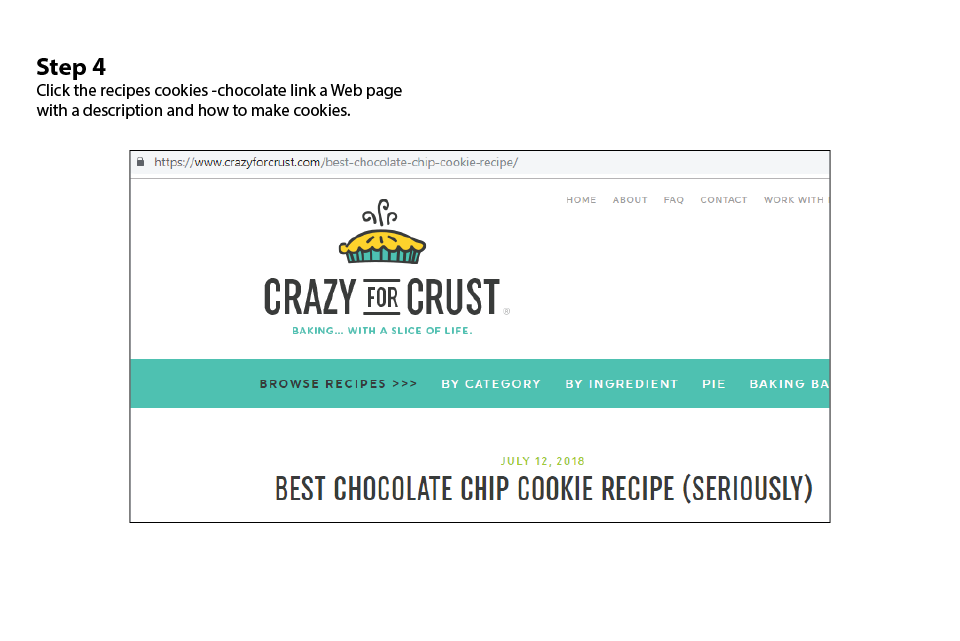 Step 4
Click the recipes cookies -chocolate link a Web page
with a description and how to make cookies.
https://www.crazyforcrust.com/best-chocolate-chip-cookie-recipe/
HOME ABOUT FAQ CONTACT WORK WITH
CRAZY FOR CRUST®
BAKING... WITH A SLICE OF LIFE.
BROWSE RECIPES >>> BY CATEGORY BY INGREDIENT PIE BAKING BA
JULY 12, 2018
BEST CHOCOLATE CHIP COOKIE RECIPE (SERIOUSLY)